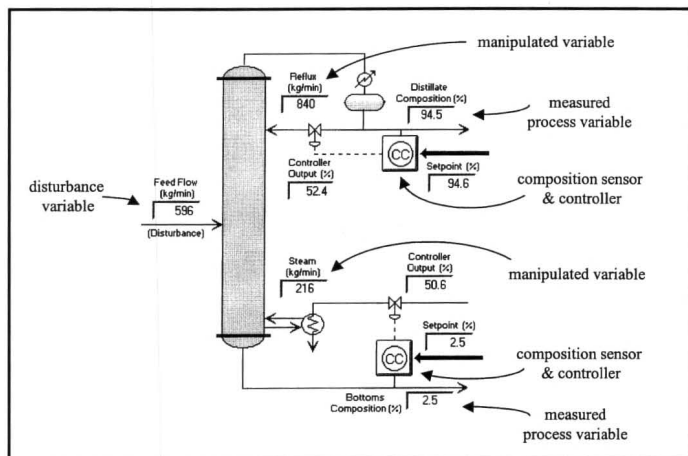 manipulated variable
Reflux
(kg/min)
840
Distillate
Composition (%)
94.5
measured
process variable
CC
Controller
Output (%)
52.4
Setpoint (%)
94.6
composition sensor
& controller
disturbance
variable
Feed Flow
(kg/min)
596
(Disturbance)
Steam
(kg/min)
216
Controller
Output (%)
50.6
manipulated variable
Setpoint (%)
2.5
CC
composition sensor
& controller
Bottoms
Composition (%)
2.5
measured
process variable